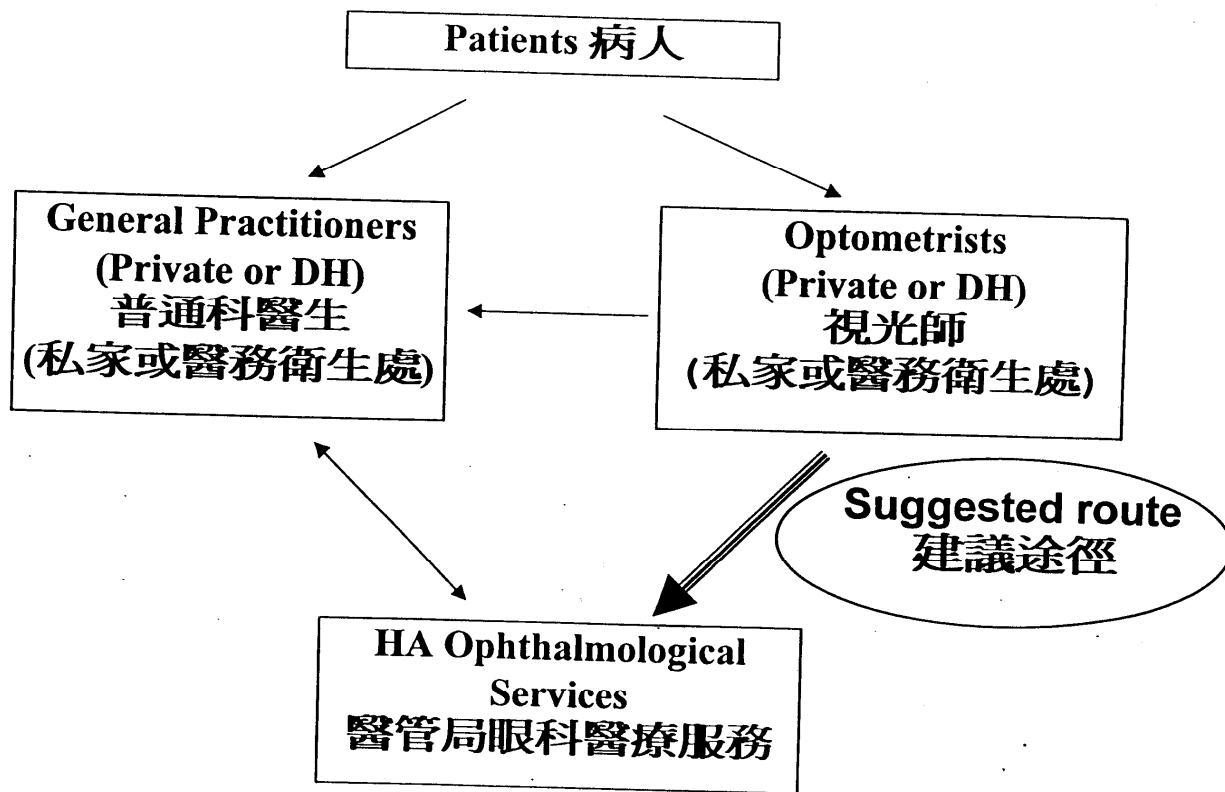 Patients 病人
General Practitioners
(Private or DH)
普通科醫生
(私家或醫務衛生處)
Optometrists
(Private or DH)
視光師
(私家或醫務衛生處)
Suggested route
建議途徑
HA Ophthalmological
Services
醫管局眼科醫療服務